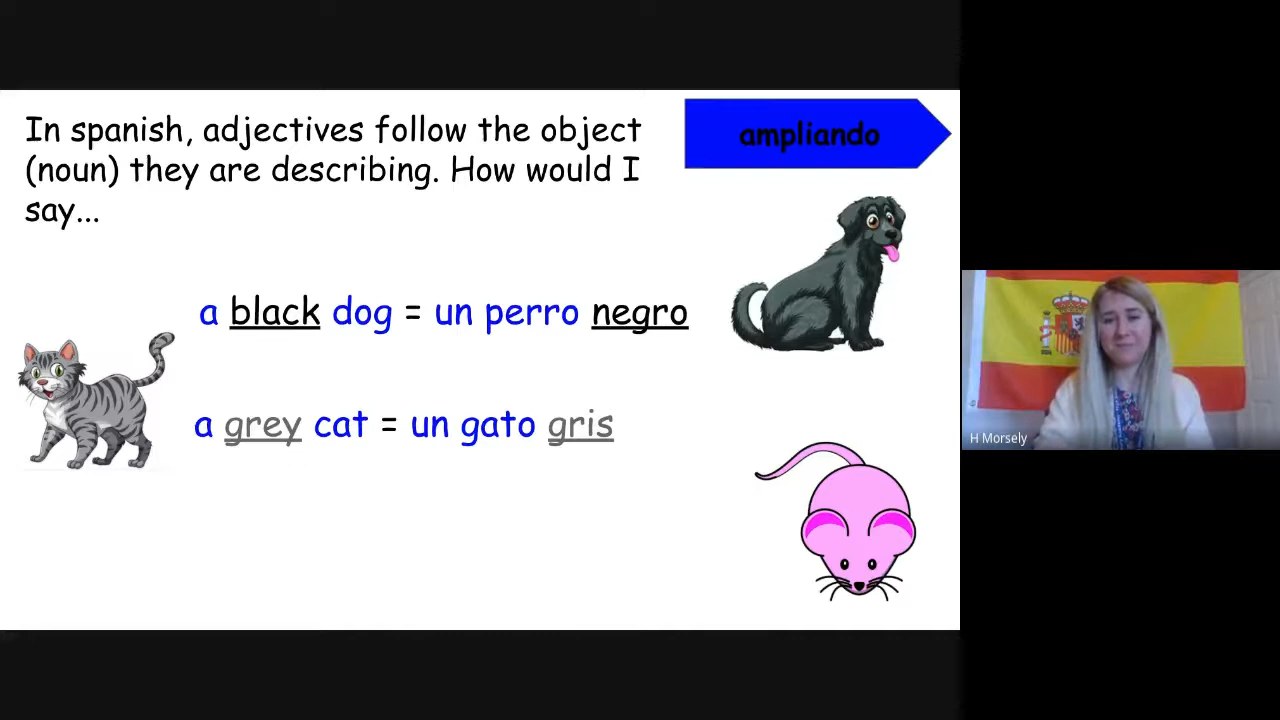 In spanish, adjectives follow the object
(noun) they are describing. How would I
say...
ampliando
a black dog = un perro negro
a grey cat = un gato gris
H Morsely